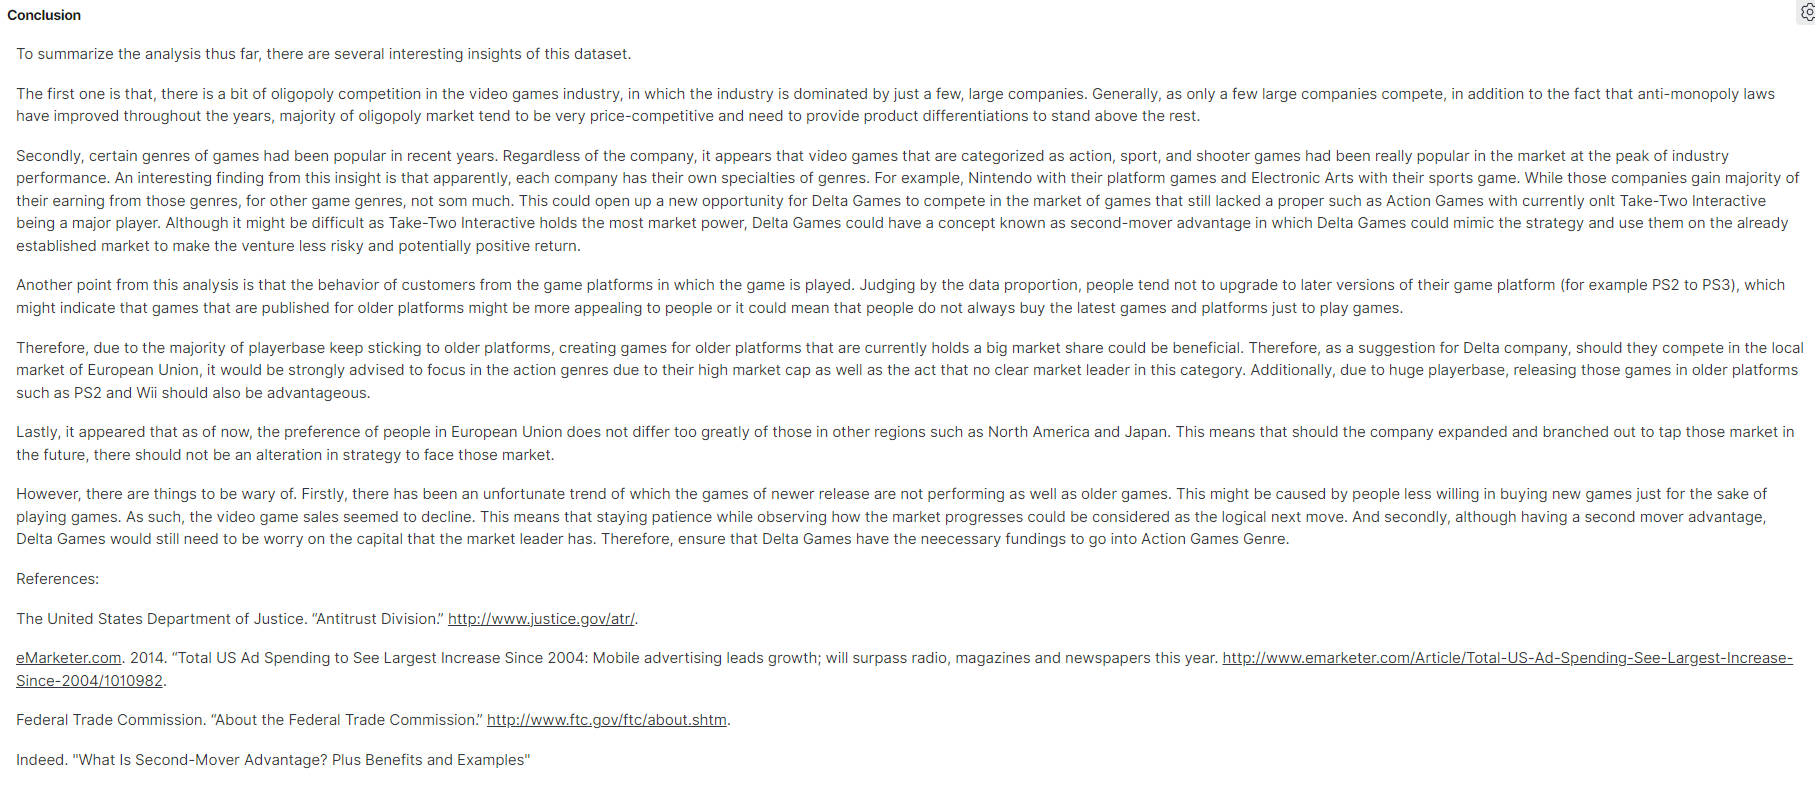 Conclusion
To summarize the analysis thus far, there are several interesting insights of this dataset.
The first one is that, there is a bit of oligopoly competition in the video games industry, in which the industry is dominated by just a few, large companies. Generally, as only a few large companies compete, in addition to the fact that anti-monopoly laws
have improved throughout the years, majority of oligopoly market tend to be very price-competitive and need to provide product differentiations to stand above the rest.
Secondly, certain genres of games had been popular in recent years. Regardless of the company, it appears that video games that are categorized as action, sport, and shooter games had been really popular in the market at the peak of industry
performance. An interesting finding from this insight is that apparently, each company has their own specialties of genres. For example, Nintendo with their platform games and Electronic Arts with their sports game. While those companies gain majority of
their earning from those genres, for other game genres, not som much. This could open up a new opportunity for Delta Games to compete in the market of games that still lacked a proper such as Action Games with currently onlt Take-Two Interactive
being a major player. Although it might be difficult as Take-Two Interactive holds the most market power, Delta Games could have a concept known as second-mover advantage in which Delta Games could mimic the strategy and use them on the already
established market to make the venture less risky and potentially positive return.
Another point from this analysis is that the behavior of customers from the game platforms in which the game is played. Judging by the data proportion, people tend not to upgrade to later versions of their game platform (for example PS2 to PS3), which
might indicate that games that are published for older platforms might be more appealing to people or it could mean that people do not always buy the latest games and platforms just to play games.
Therefore, due to the majority of playerbase keep sticking to older platforms, creating games for older platforms that are currently holds a big market share could be beneficial. Therefore, as a suggestion for Delta company, should they compete in the local
market of European Union, it would be strongly advised to focus in the action genres due to their high market cap as well as the act that no clear market leader in this category. Additionally, due to huge playerbase, releasing those games in older platforms
such as PS2 and Wii should also be advantageous.
Lastly, it appeared that as of now, the preference of people in European Union does not differ too greatly of those in other regions such as North America and Japan. This means that should the company expanded and branched out to tap those market in
the future, there should not be an alteration in strategy to face those market.
However, there are things to be wary of. Firstly, there has been an unfortunate trend of which the games of newer release are not performing as well as older games. This might be caused by people less willing in buying new games just for the sake of
playing games. As such, the video game sales seemed to decline. This means that staying patience while observing how the market progresses could be considered as the logical next move. And secondly, although having a second mover advantage,
Delta Games would still need to be worry on the capital that the market leader has. Therefore, ensure that Delta Games have the neecessary fundings to go into Action Games Genre.
References:
The United States Department of Justice. “Antitrust Division.” http://www.justice.gov/atr/.
eMarketer.com. 2014. “Total US Ad Spending to See Largest Increase Since 2004: Mobile advertising leads growth; will surpass radio, magazines and newspapers this year. http://www.emarketer.com/Article/Total-US-Ad-Spending-See-Largest-Increase-
Since-2004/1010982.
Federal Trade Commission. “About the Federal Trade Commission.” http://www.ftc.gov/ftc/about.shtm.
Indeed. "What Is Second-Mover Advantage? Plus Benefits and Examples"